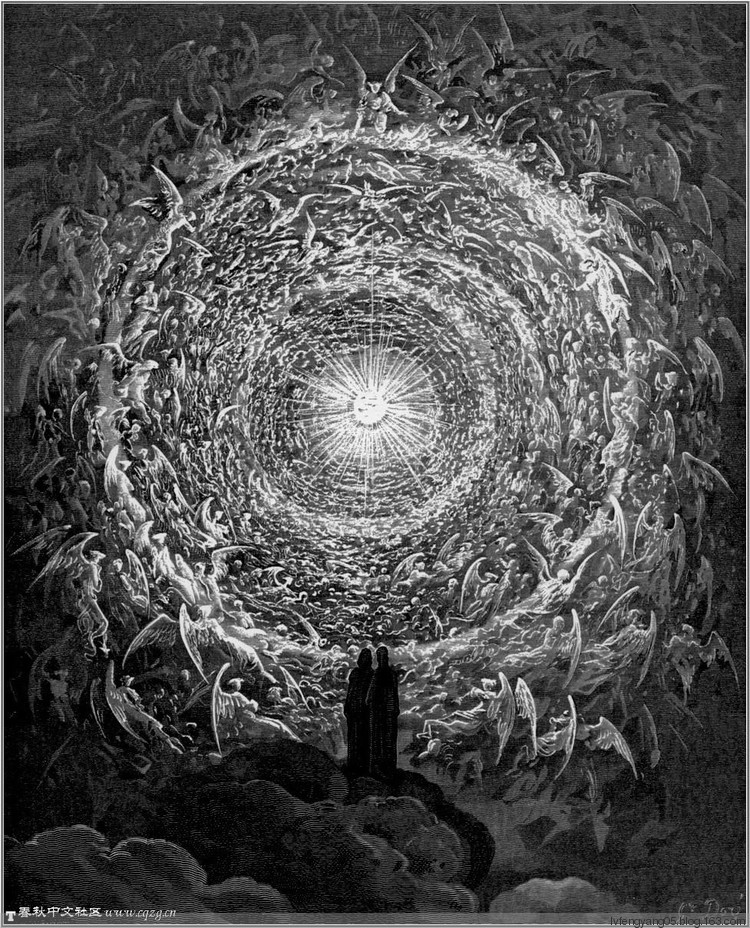 春秋中文社区 www.cqzg.cn
lvfengyang05.blog.163.com